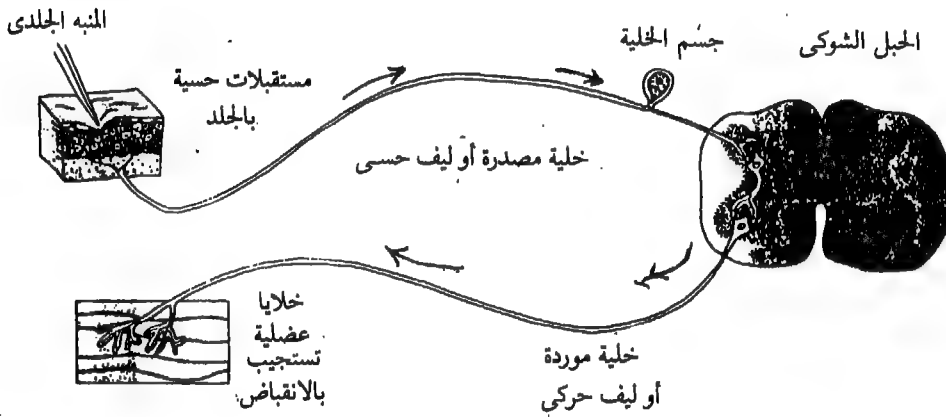 المنبه الجلدى
مستقبلات حسية
بالجلد
جسم الخلية
الحبل الشوكى
خلية مصدرة أو ليف حسى
خلايا
عضلية
تستجيب
بالانقباض
خلية موردة
أو ليف حركي